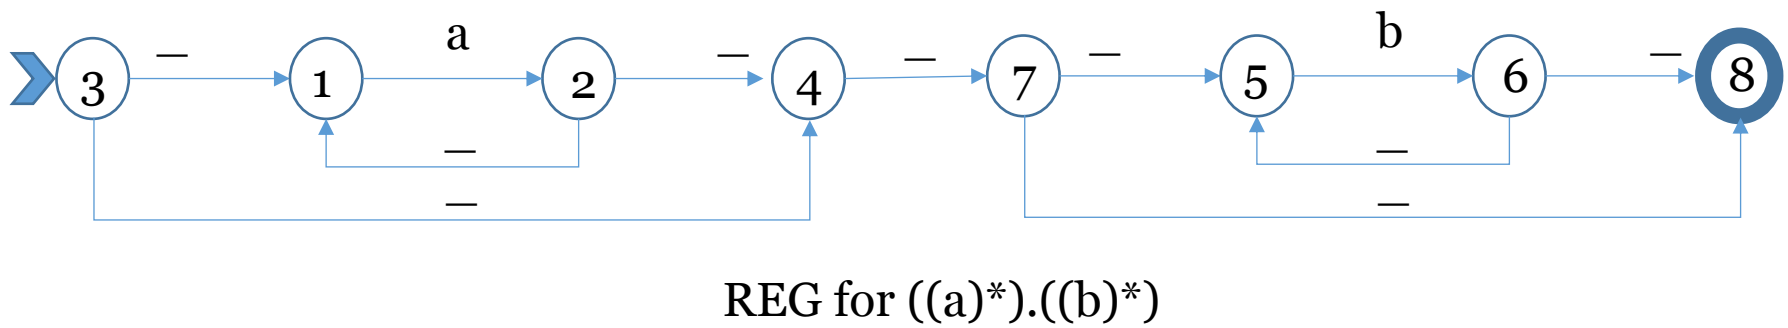 _ a _ _ _ b _
3 1 2 4 7 5 6 8
_ _
_ _
REG for ((a)*).((b)*)